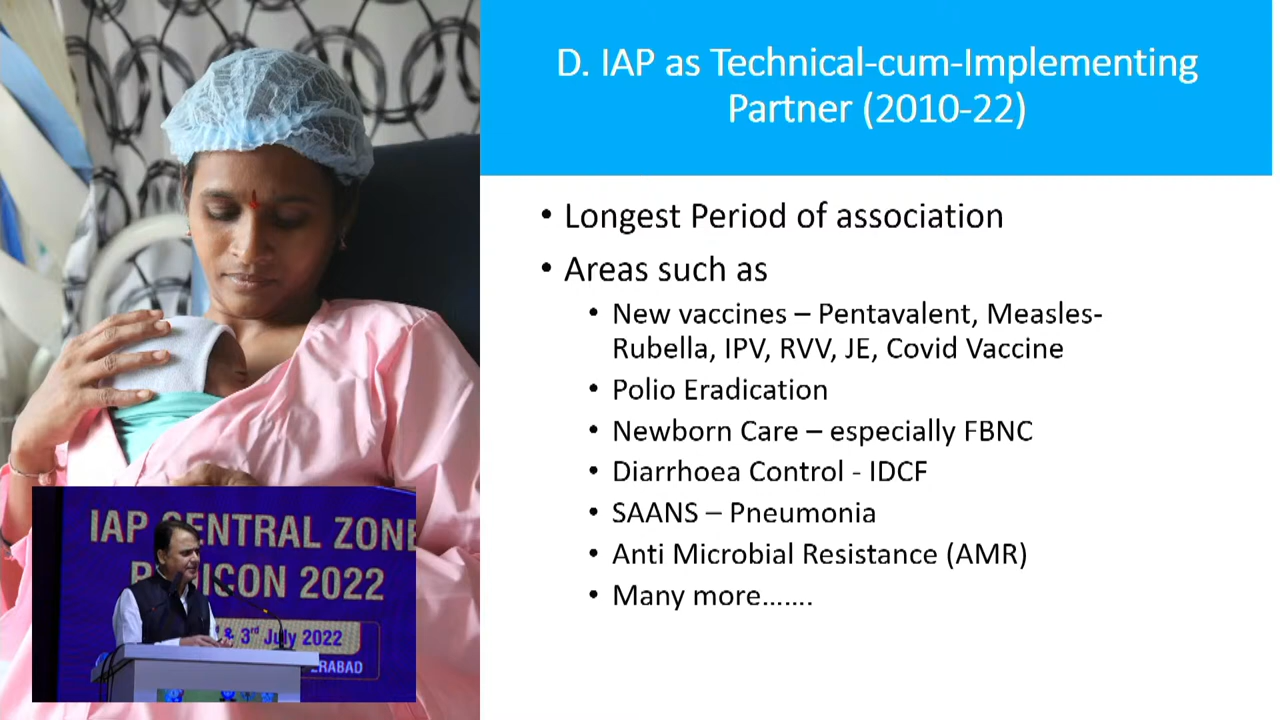 D. IAP as Technical-cum-Implementing
Partner (2010-22)
• Longest Period of association
• Areas such as
• New vaccines – Pentavalent, Measles-
Rubella, IPV, RVV, JE, Covid Vaccine
• Polio Eradication
• Newborn Care – especially FBNC
• Diarrhoea Control - IDCF
• SAANS – Pneumonia
• Anti Microbial Resistance (AMR)
• Many more.......
IAP CENTRAL ZONE
2022
& 3rd July 2022